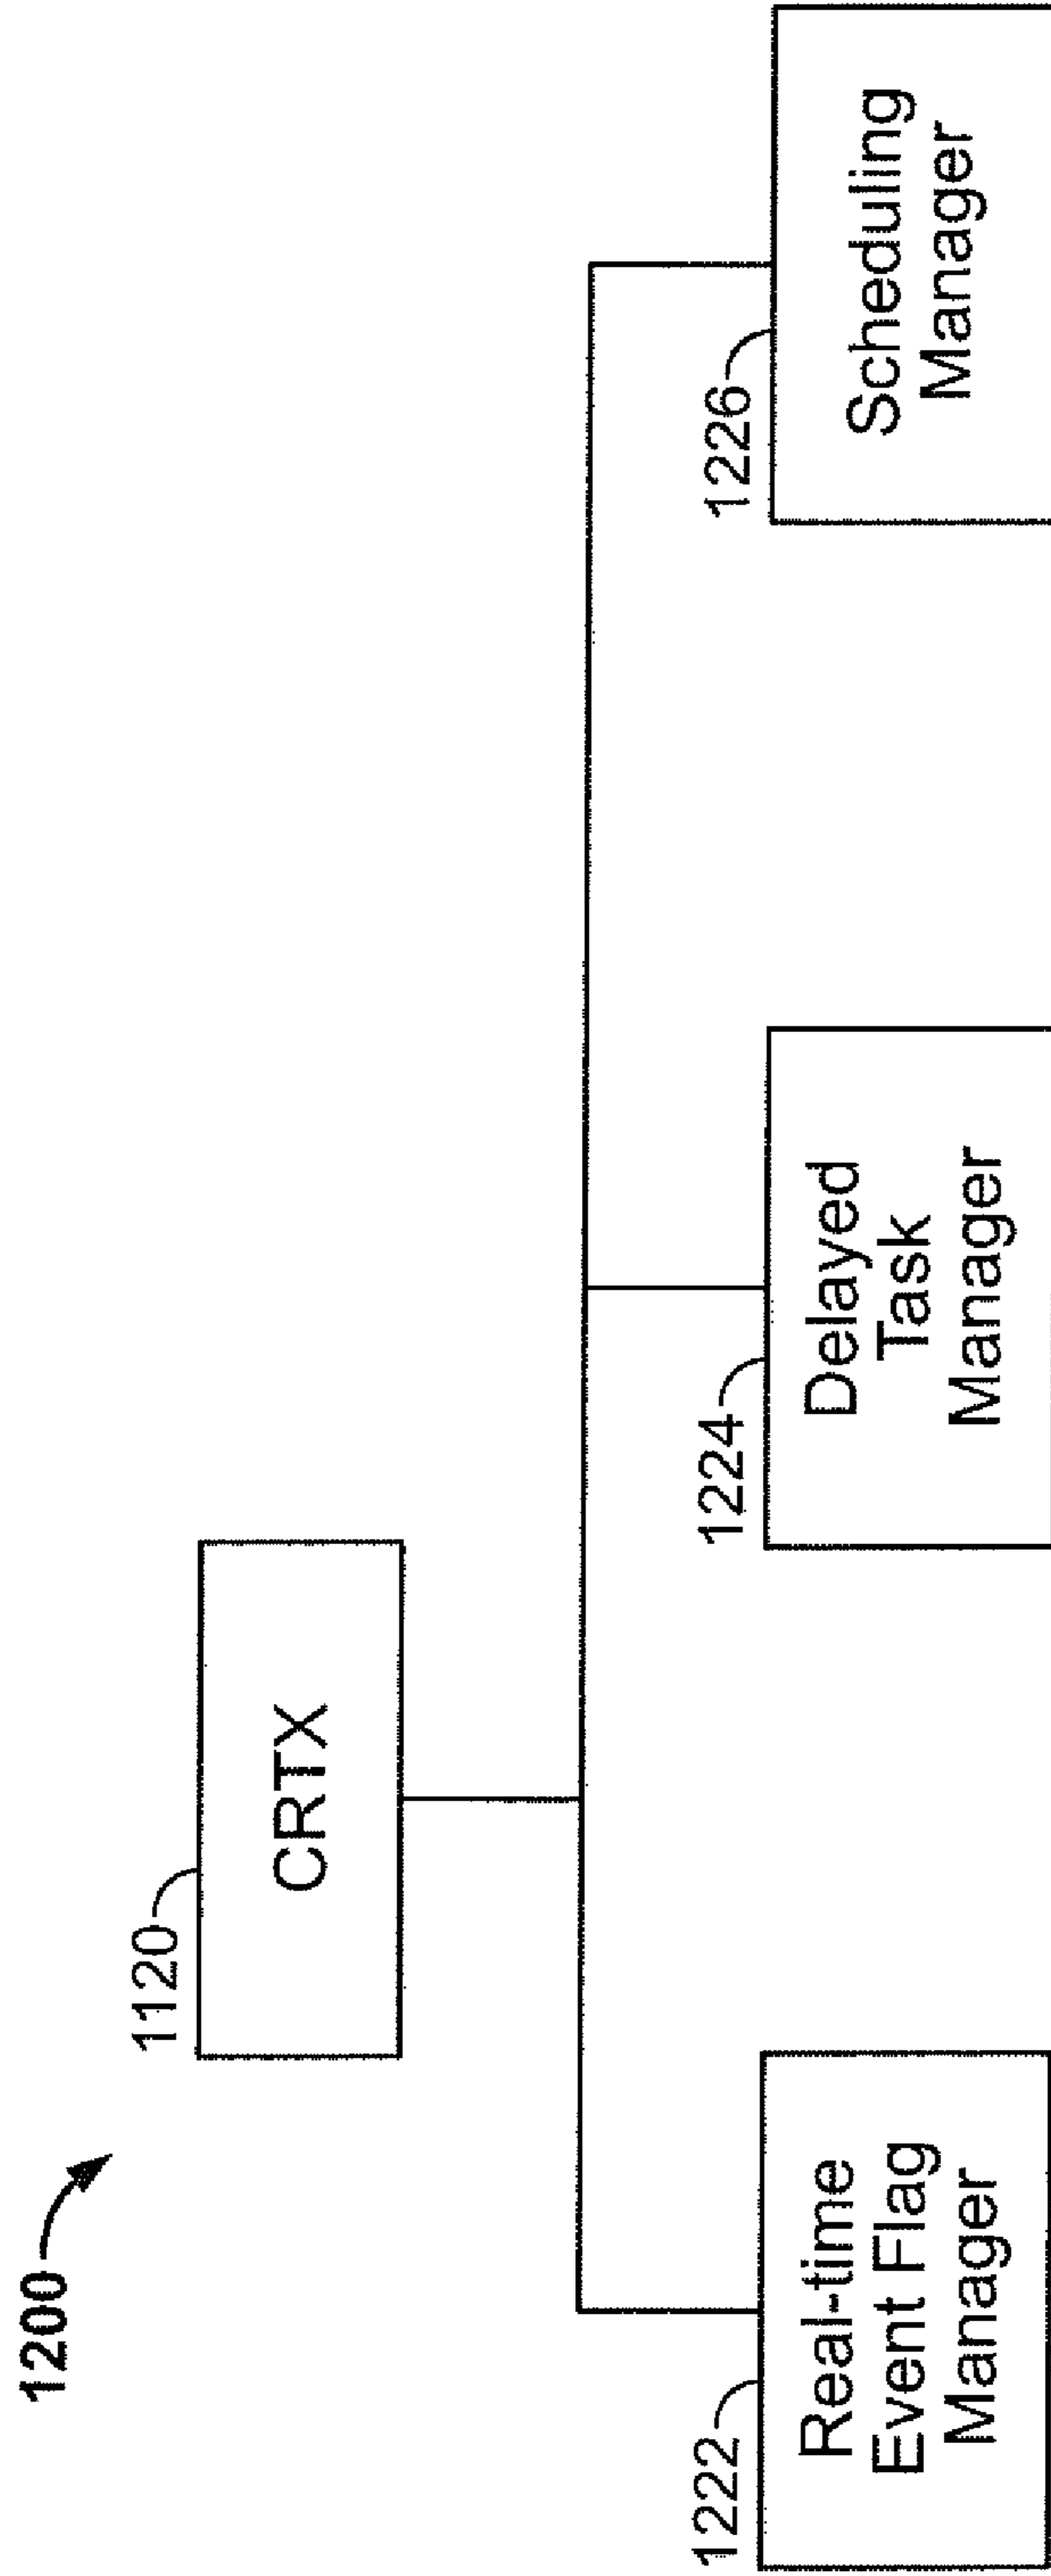 1200
1120
CRTX
1222
Real-time
Event Flag
Manager
1224
Delayed
Task
Manager
1226
Scheduling
Manager